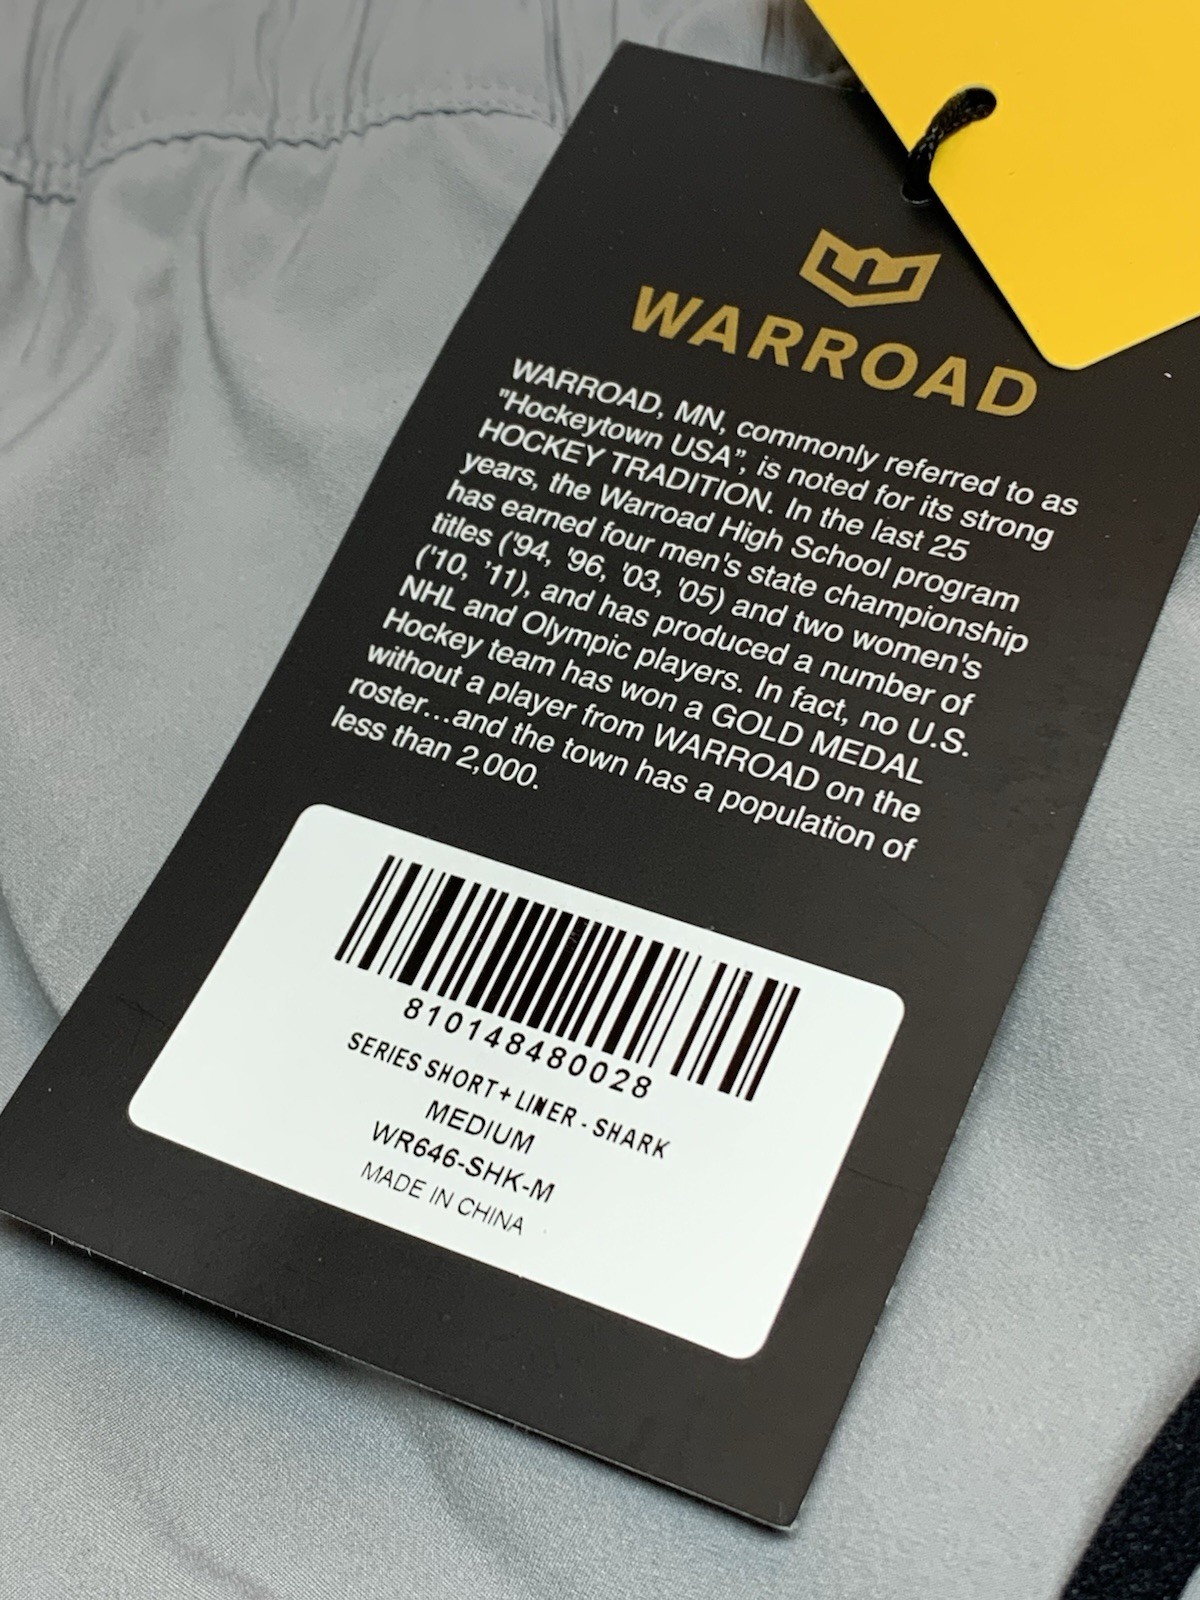 WARROAD
WARROAD, MN, commonly referred to as
"Hockeytown USA”, is noted for its strong
HOCKEY TRADITION. In the last 25
years, the Warroad High School program
has earned four men's state championship
titles ('94, '96, '03, '05) and two women's
('10, '11), and has produced a number of
NHL and Olympic players. In fact, no U.S.
Hockey team has won a GOLD MEDAL
without a player from WARROAD on the
roster...and the town has a population of
less than 2,000.
810148480028
SERIES SHORT + LINER - SHARK
MEDIUM
WR646-SHK-M
MADE IN CHINA